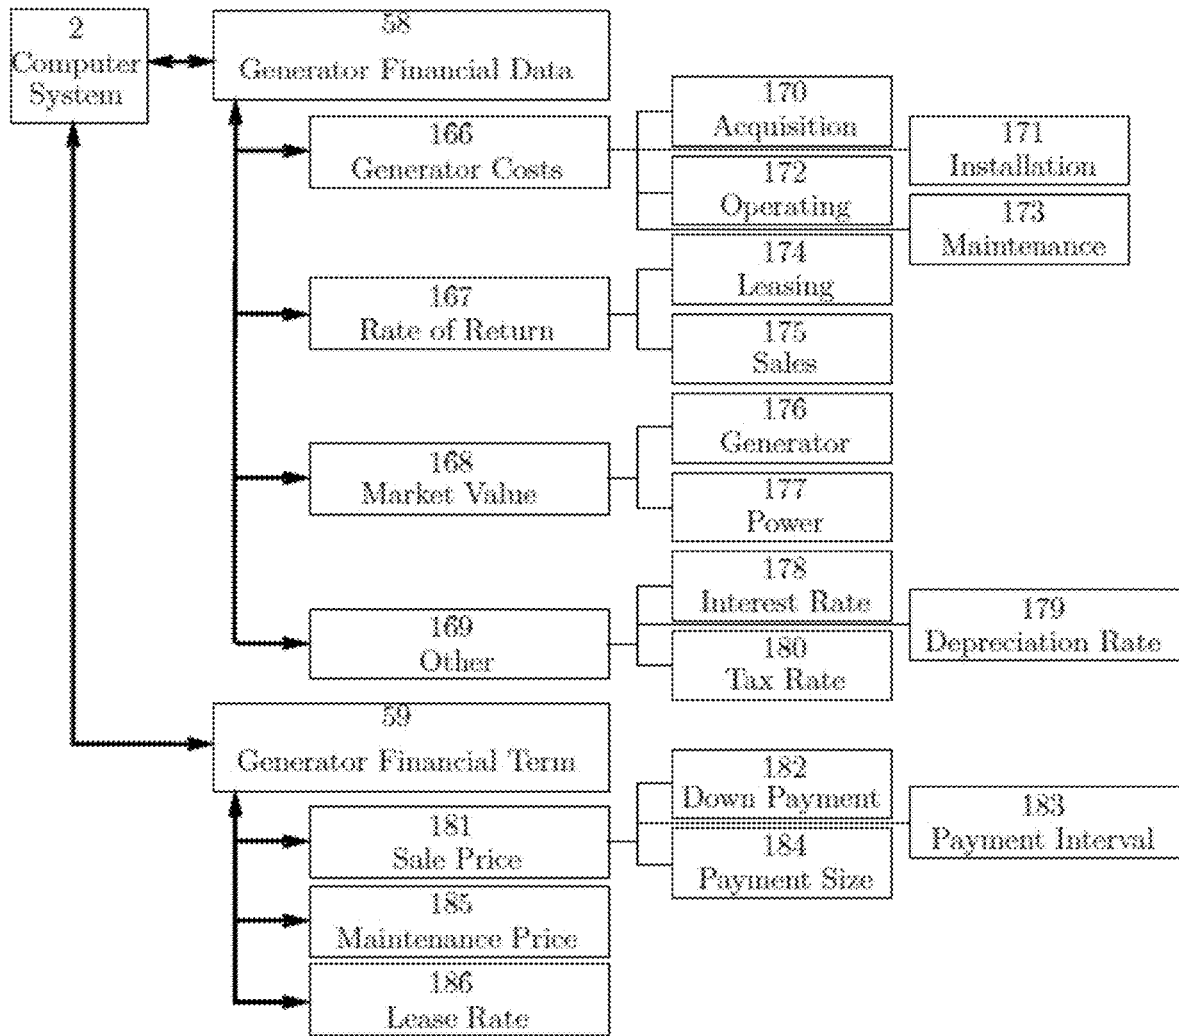 2
Computer
System
58
Generator Financial Data
166
Generator Costs
170
Acquisition
171
Installation
172
Operating
173
Maintenance
167
Rate of Return
174
Leasing
175
Sales
168
Market Value
176
Generator
177
Power
169
Other
178
Interest Rate
179
Depreciation Rate
180
Tax Rate
59
Generator Financial Term
181
Sale Price
182
Down Payment
183
Payment Interval
184
Payment Size
185
Maintenance Price
186
Lease Rate